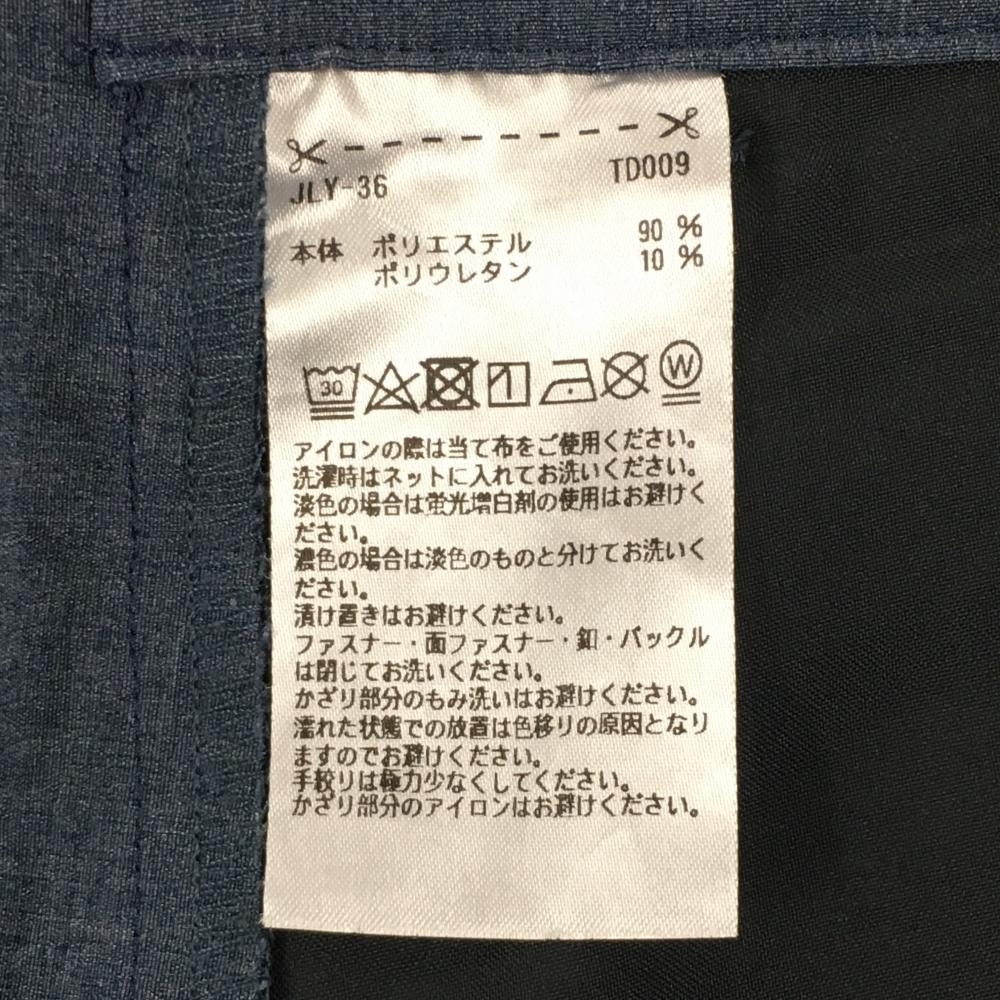 JLY-36 TD009
本体 ポリエステル 90 %
ポリウレタン 10 %
30 W
アイロンの際は当て布をご使用ください。
洗濯時はネットに入れてお洗いください。
淡色の場合は蛍光増白剤の使用はお避けく
ださい。
濃色の場合は淡色のものと分けてお洗いく
ださい。
漬け置きはお避けください。
ファスナー・面ファスナー・釦・バックル
は閉じてお洗いください。
かざり部分のもみ洗いはお避けください。
濡れた状態での放置は色移りの原因となり
ますのでお避けください。
手絞りは極力少なくしてください。
かざり部分のアイロンはお避けください。